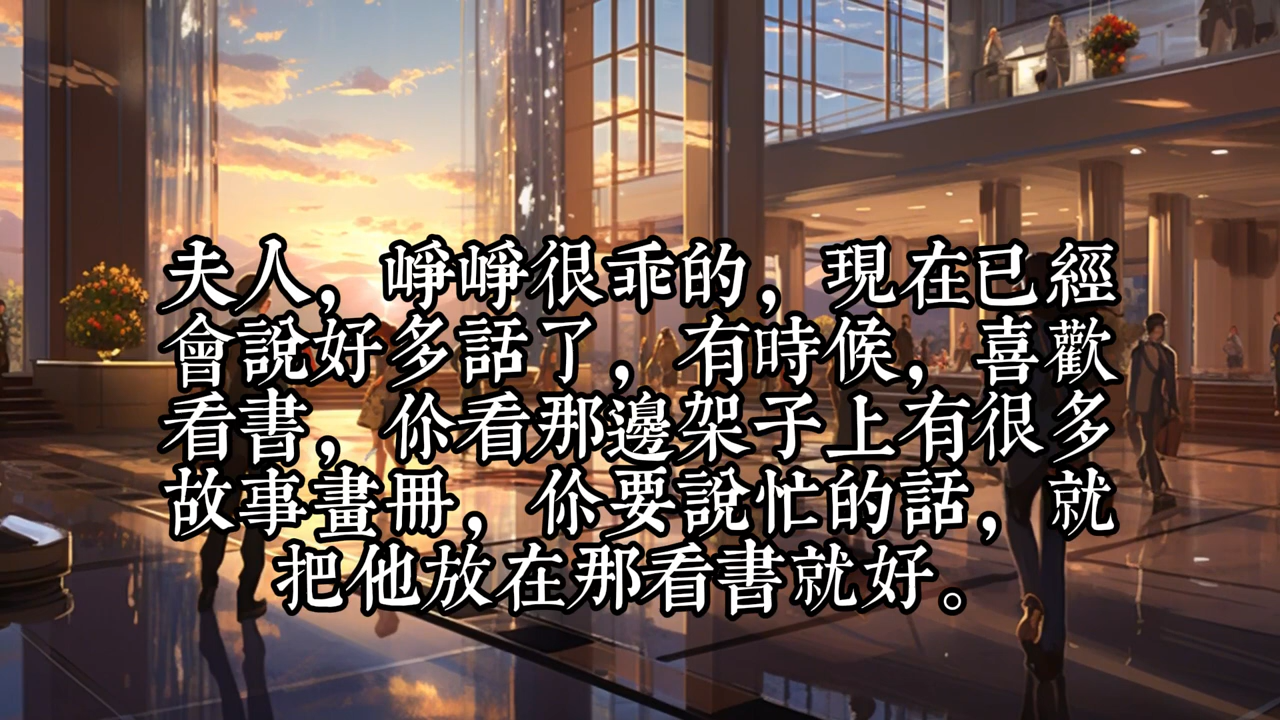 夫人，崢崢很乖的，現在已經
會說好多話了，有時候，喜歡
看書，你看那邊架子上有很多
故事畫冊，你要說忙的話，就
把他放在那看書就好。